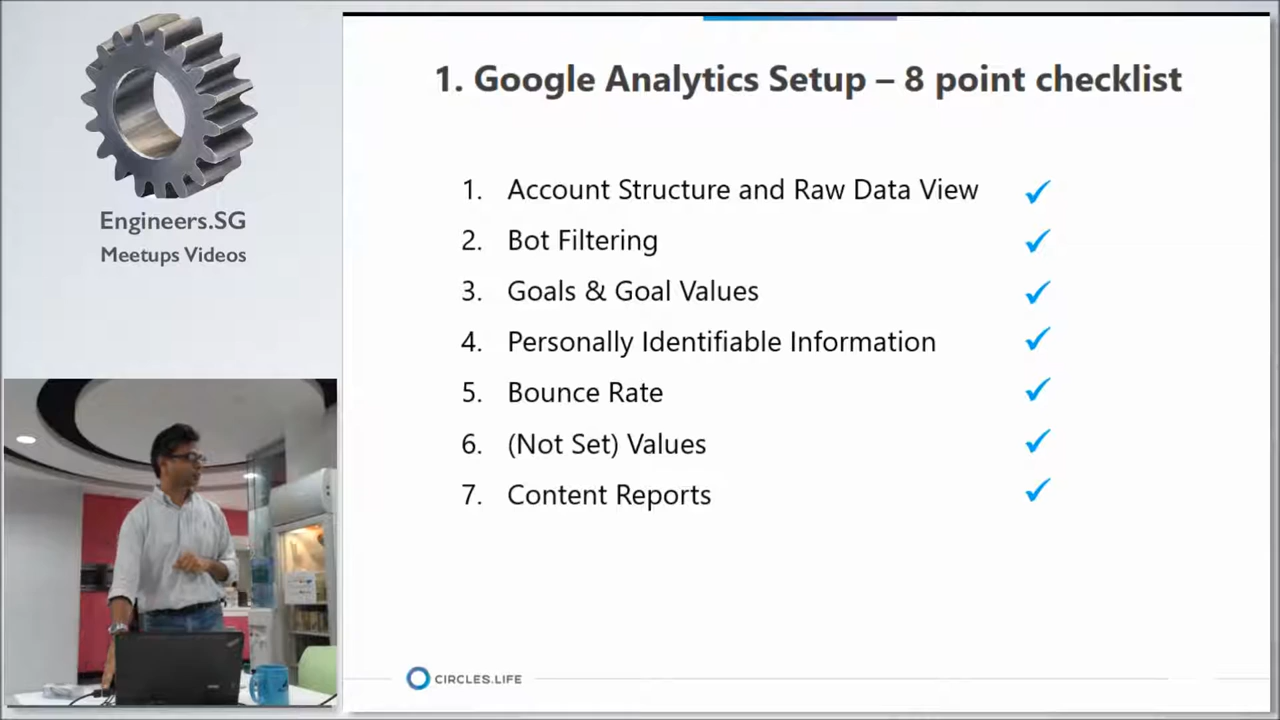 Engineers.SG
Meetups Videos
1. Google Analytics Setup – 8 point checklist
1. Account Structure and Raw Data View
2. Bot Filtering
3. Goals & Goal Values
4. Personally Identifiable Information
5. Bounce Rate
6. (Not Set) Values
7. Content Reports
CIRCLES.LIFE